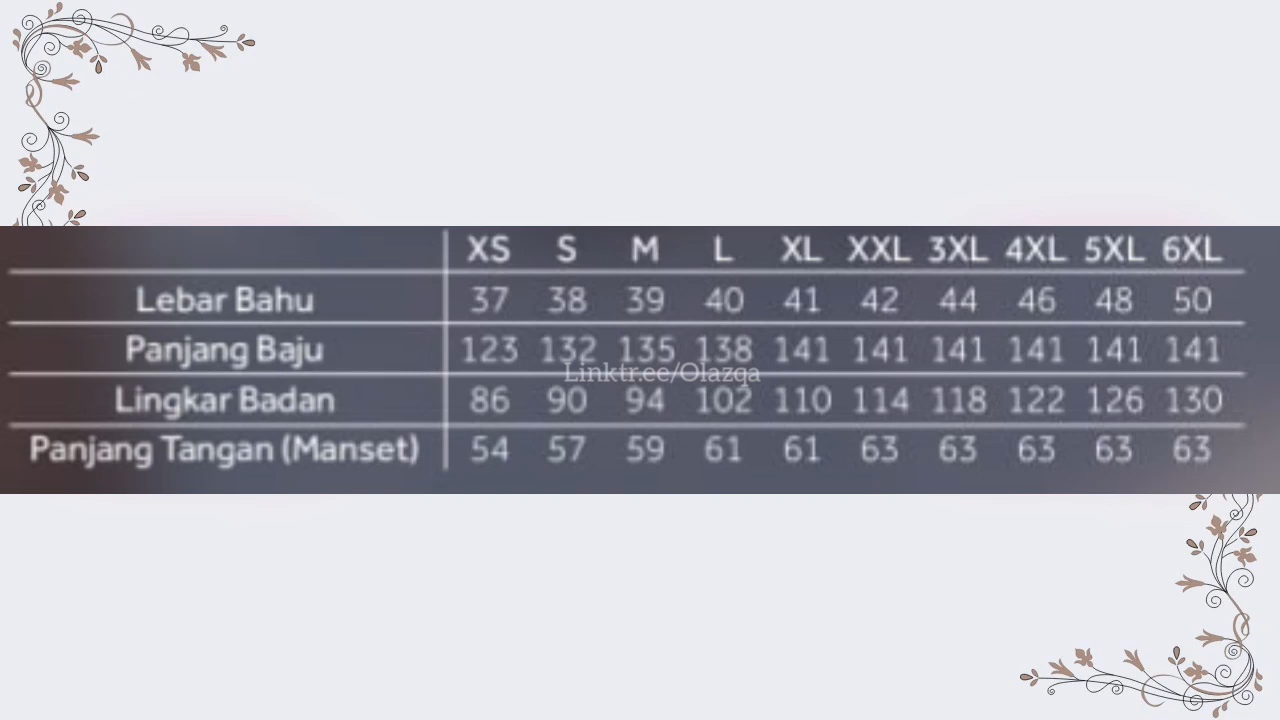 XS S M L XL XXL 3XL 4XL 5XL 6XL
Lebar Bahu 37 38 39 40 41 42 44 46 48 50
Panjang Baju 123 132 135 138 141 141 141 141 141 141
Linktr.ee/Olazqa
Lingkar Badan 86 90 94 102 110 114 118 122 126 130
Panjang Tangan (Manset) 54 57 59 61 61 63 63 63 63 63